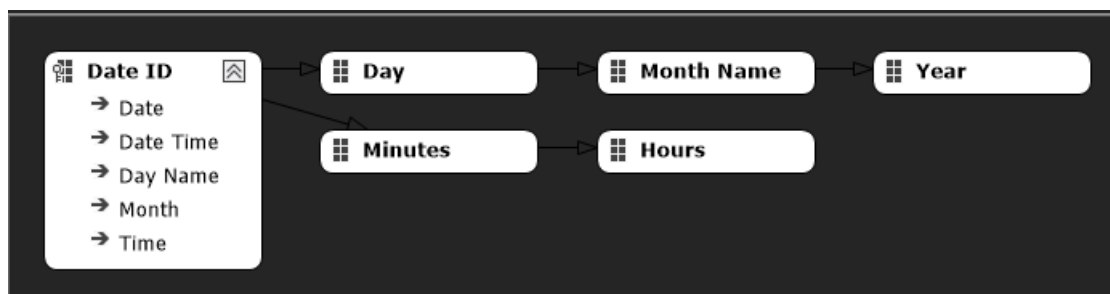 Date ID
Date
Date Time
Day Name
Month
Time
Day
Month Name
Year
Minutes
Hours